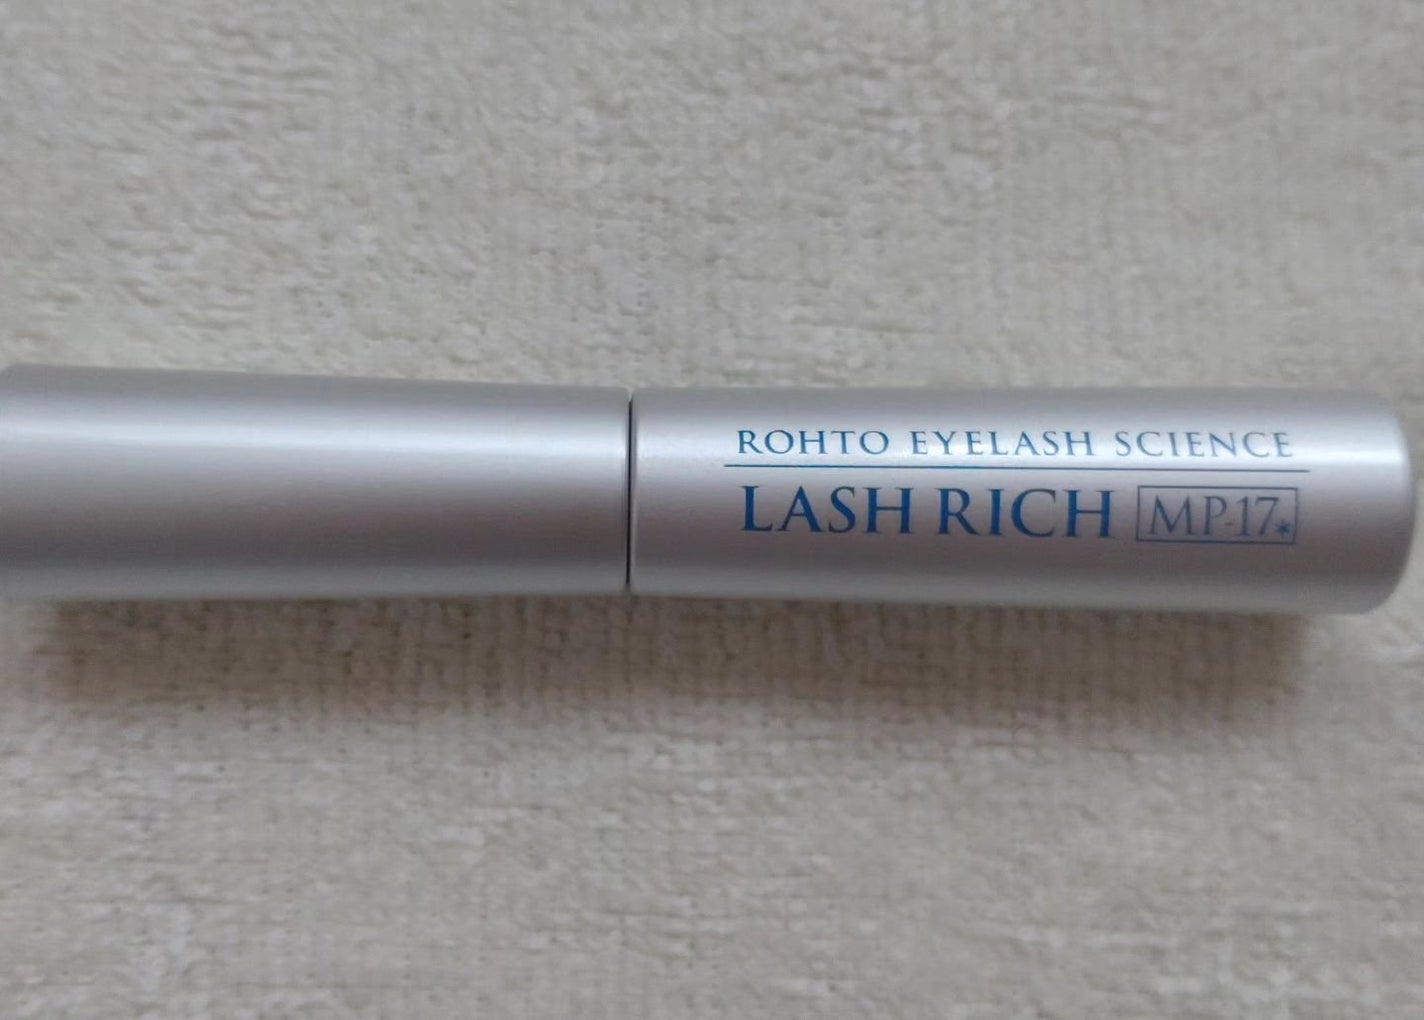 ROHTO EYELASH SCIENCE
LASH RICH MP-17*